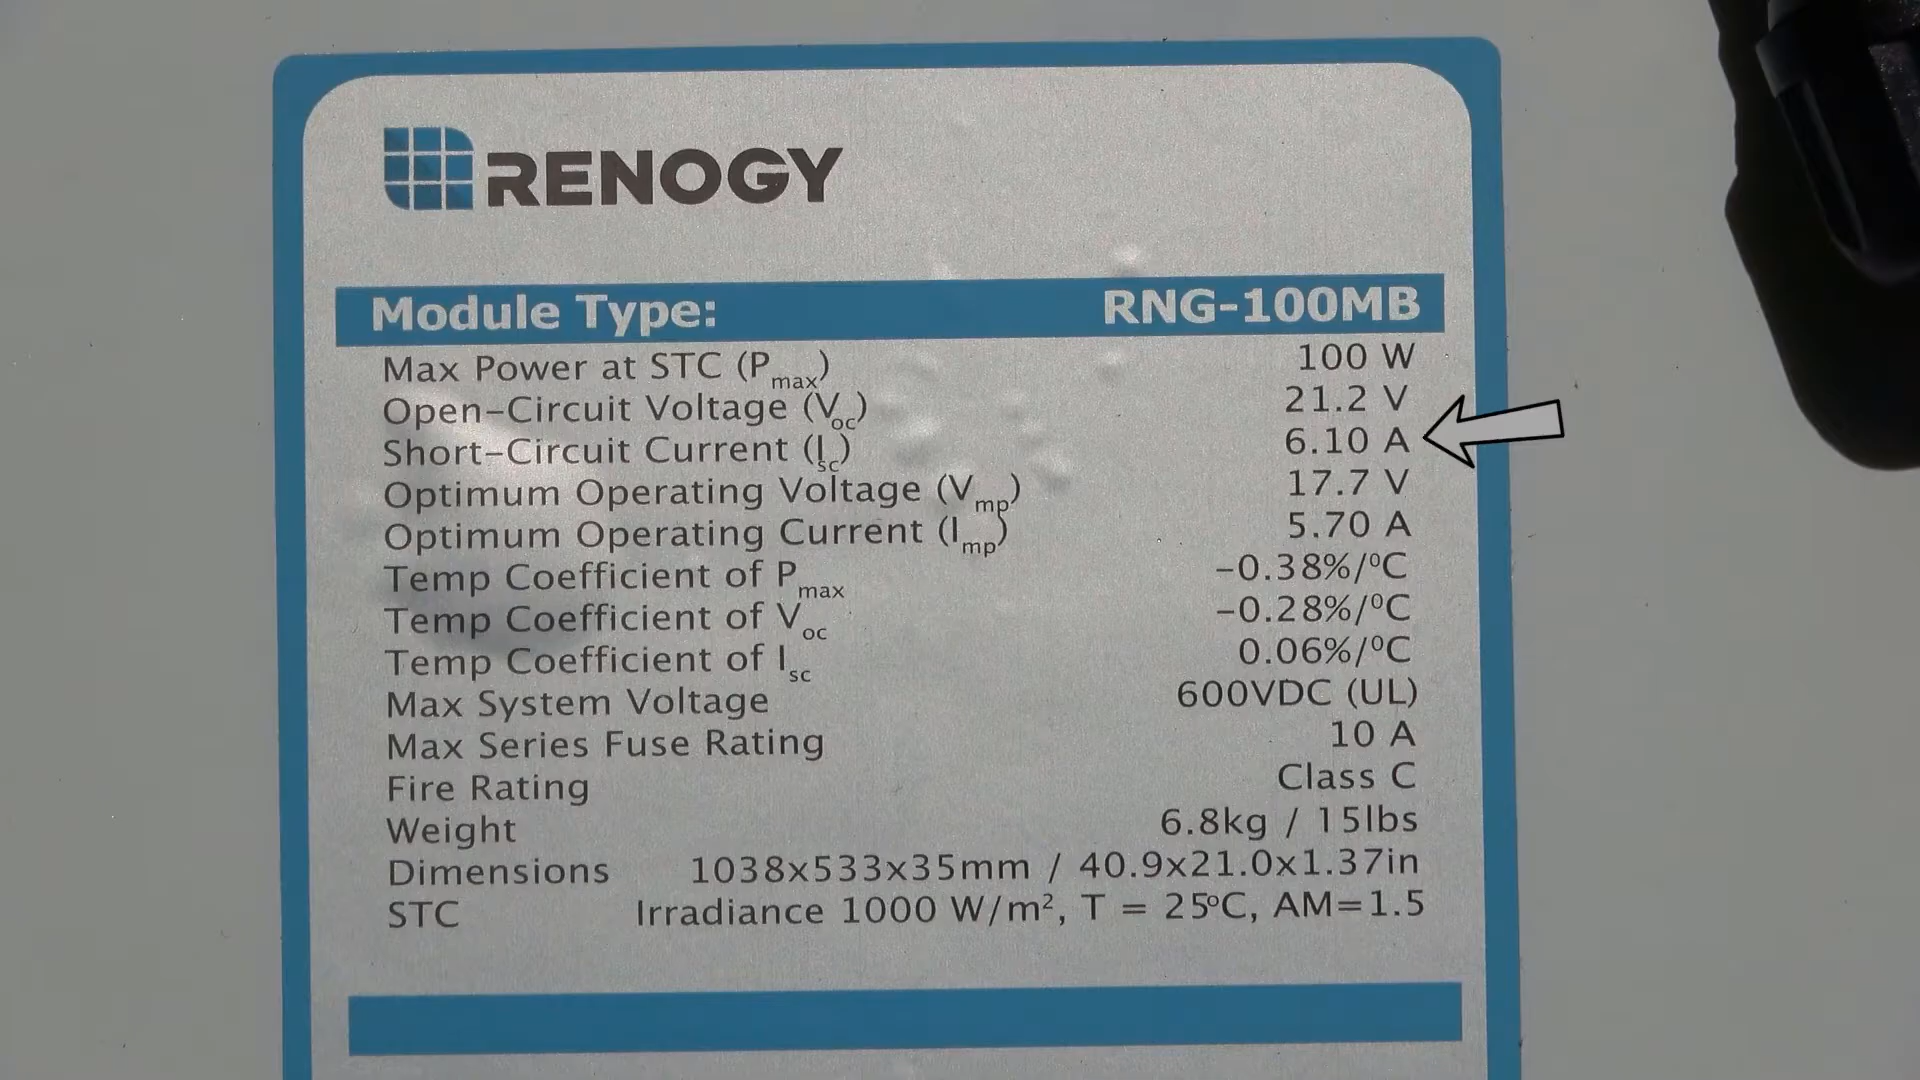 RENOGY
Module Type: RNG-100MB
Max Power at STC (Pmax) 100 W
Open-Circuit Voltage (Voc) 21.2 V
Short-Circuit Current (Isc) 6.10 A
Optimum Operating Voltage (Vmp) 17.7 V
Optimum Operating Current (Imp) 5.70 A
Temp Coefficient of Pmax -0.38%/⁰C
Temp Coefficient of Voc -0.28%/⁰C
Temp Coefficient of Isc 0.06%/⁰C
Max System Voltage 600VDC (UL)
Max Series Fuse Rating 10 A
Fire Rating Class C
Weight 6.8kg / 15lbs
Dimensions 1038x533x35mm / 40.9x21.0x1.37in
STC Irradiance 1000 W/m², T = 25⁰C, AM=1.5